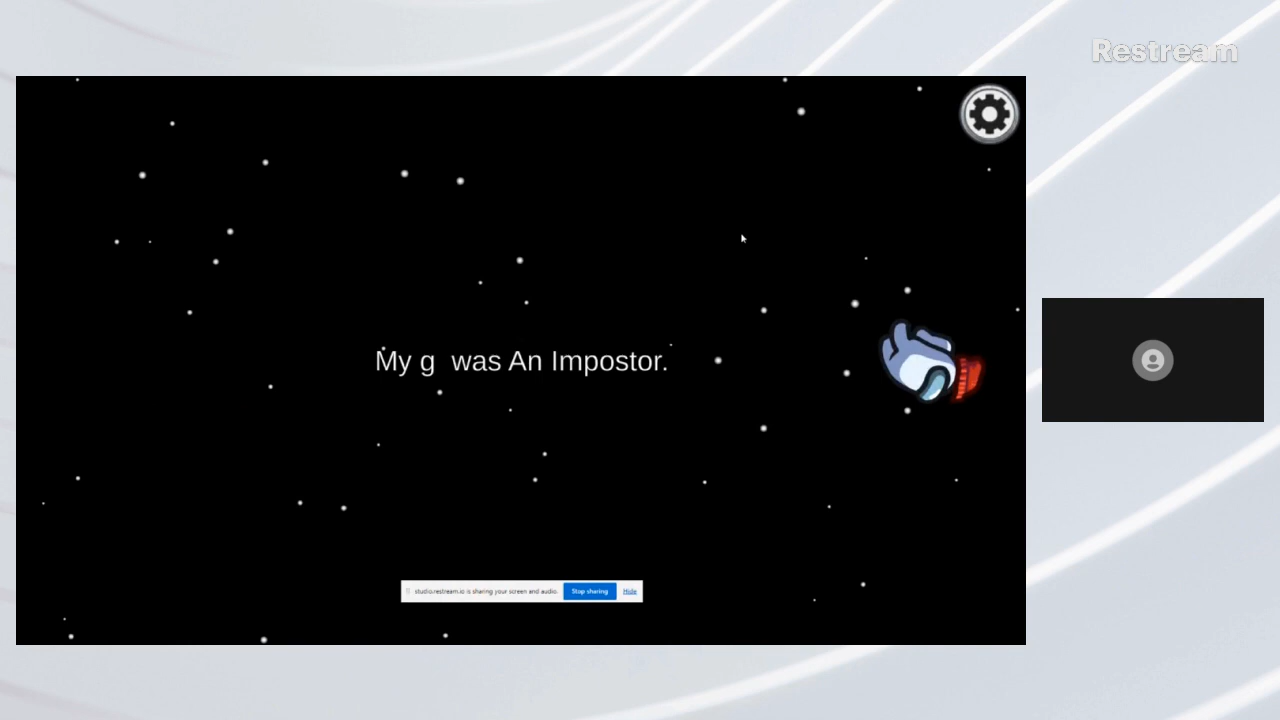 Restream
My g  was An Impostor.
studio.restream.io is sharing your screen and audio. Stop sharing Hide